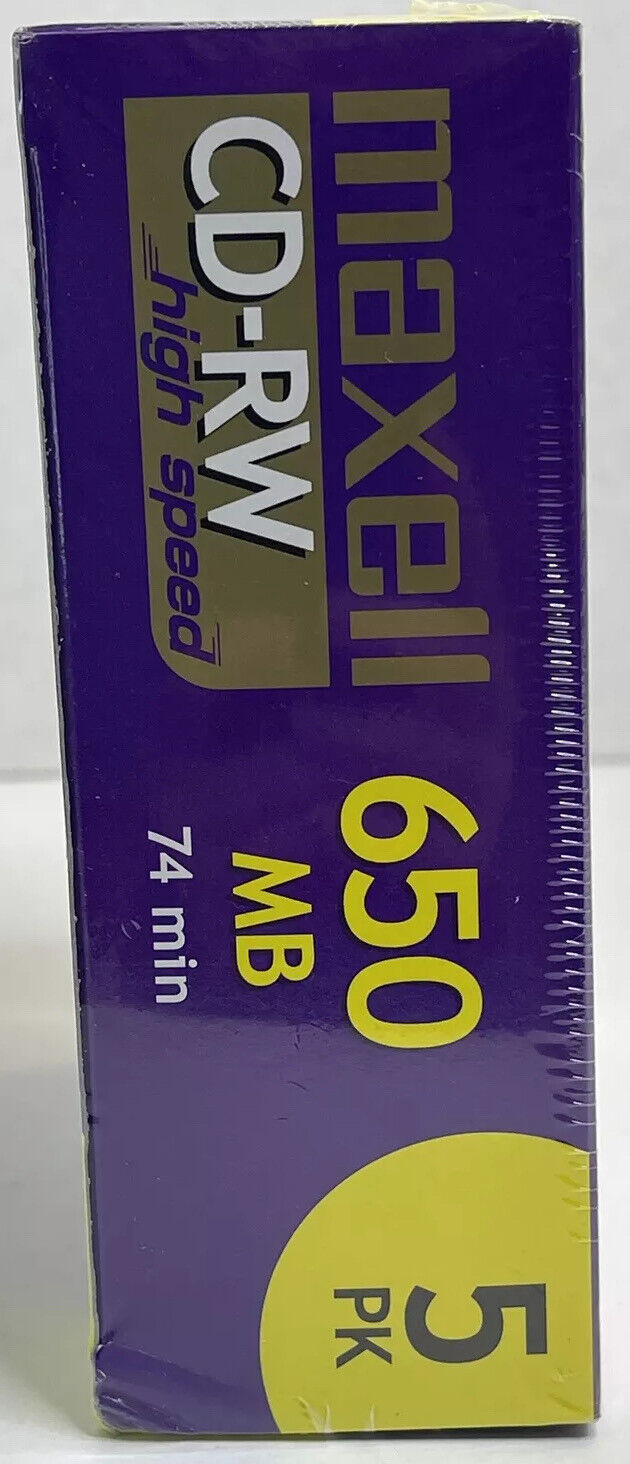 maxell
CD-RW
high speed
650
MB
74 min
5
PK